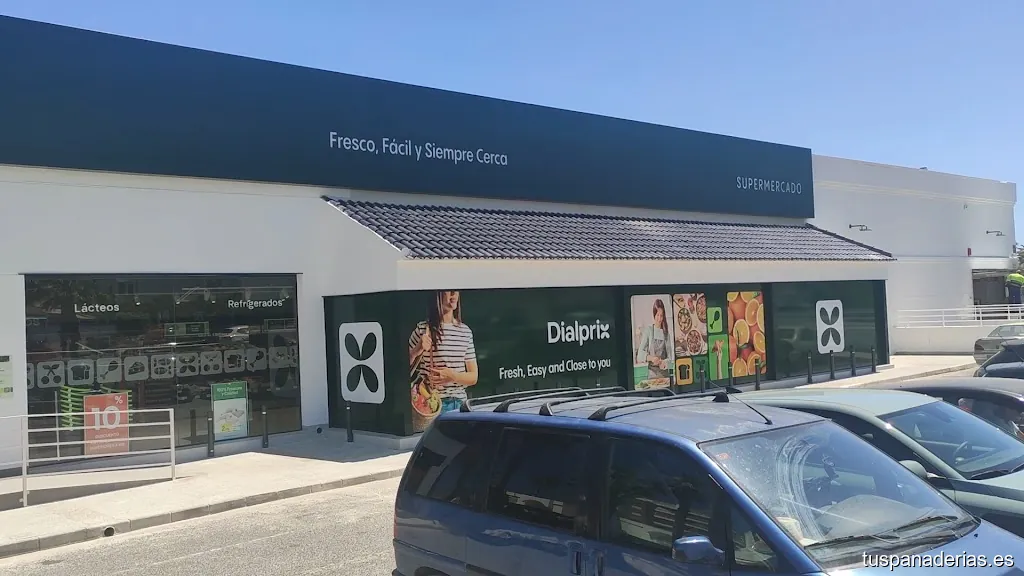 Fresco, Fácil y Siempre Cerca
SUPERMERCADO
Lácteos
Refrigerados
Dialprix
Fresh, Easy and Close to you
10%
tuspanaderias.es